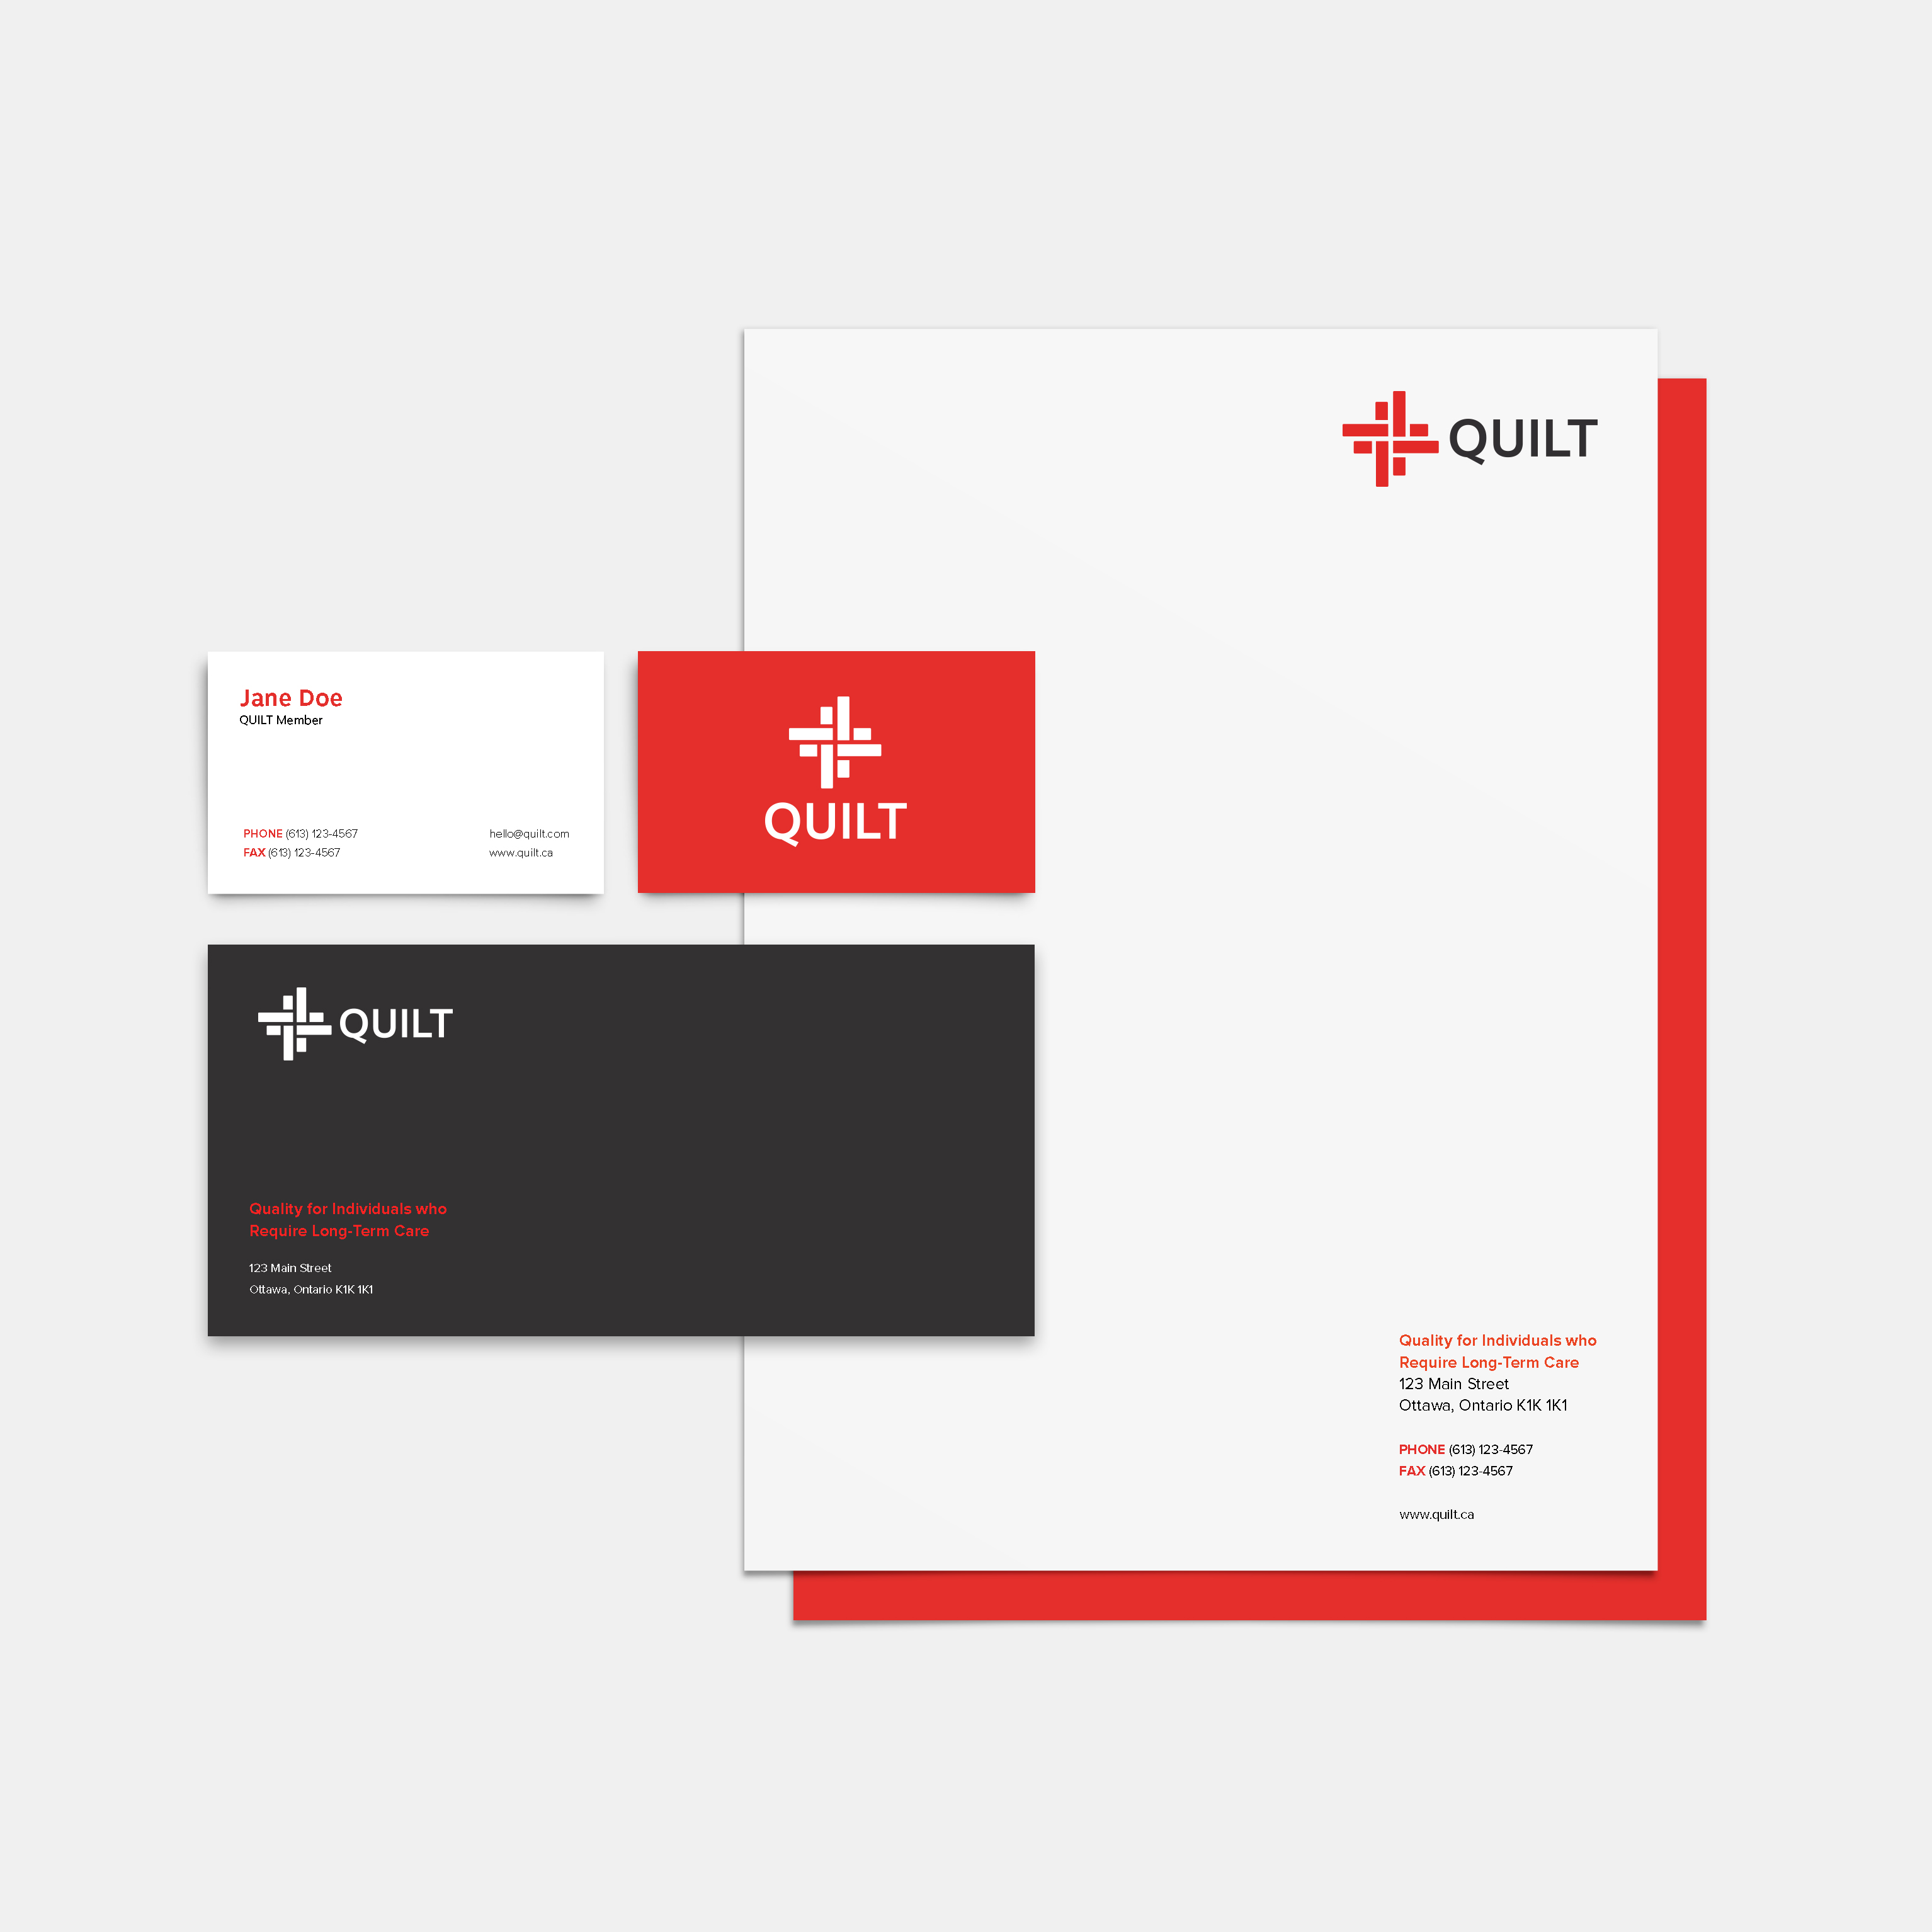 QUILT
Jane Doe
QUILT Member
PHONE (613) 123-4567
FAX (613) 123-4567
hello@quilt.com
www.quilt.ca
QUILT
QUILT
Quality for Individuals who
Require Long-Term Care
123 Main Street
Ottawa, Ontario K1K 1K1
Quality for Individuals who
Require Long-Term Care
123 Main Street
Ottawa, Ontario K1K 1K1
PHONE (613) 123-4567
FAX (613) 123-4567
www.quilt.ca